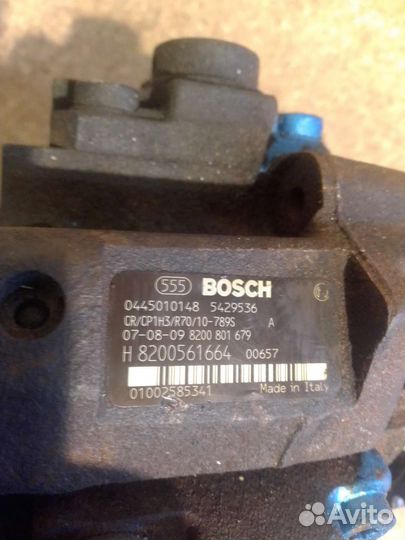 555 BOSCH
0445010148 5429536
CR/CP1H3/R70/10-789S A
07-08-09 8200 801 679
H 8200561664 00657
01002585341 Made in Italy
Avito